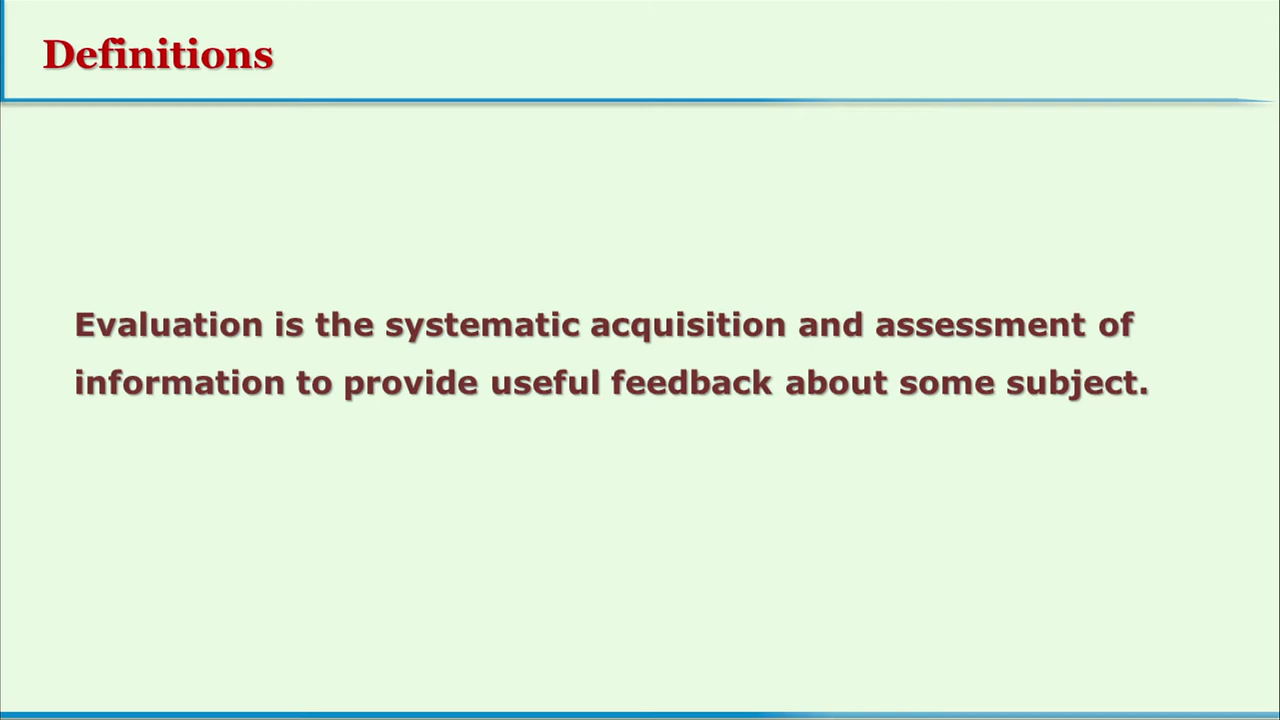 Definitions
Evaluation is the systematic acquisition and assessment of
information to provide useful feedback about some subject.